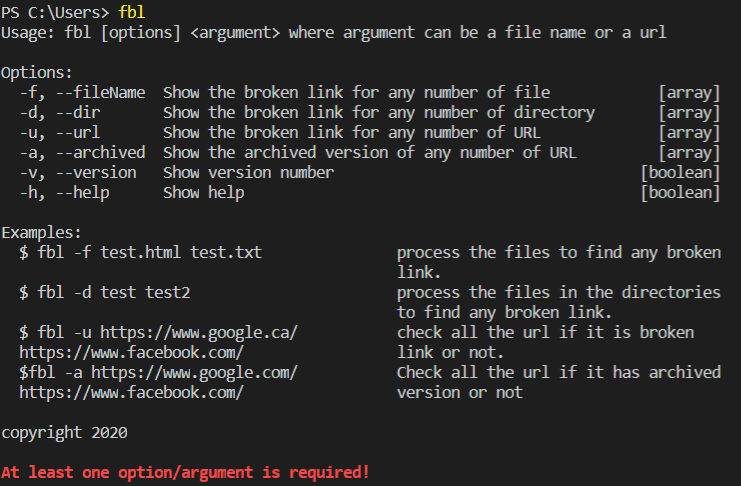 PS C:\Users> fbl
Usage: fbl [options] <argument> where argument can be a file name or a url
Options:
-f, --fileName  Show the broken link for any number of file  [array]
-d, --dir  Show the broken link for any number of directory  [array]
-u, --url  Show the broken link for any number of URL  [array]
-a, --archived  Show the archived version of any number of URL  [array]
-v, --version  Show version number  [boolean]
-h, --help  Show help  [boolean]
Examples:
$ fbl -f test.html test.txt  process the files to find any broken
link.
$ fbl -d test test2  process the files in the directories
to find any broken link.
$ fbl -u https://www.google.ca/  check all the url if it is broken
https://www.facebook.com/  link or not.
$fbl -a https://www.google.com/  Check all the url if it has archived
https://www.facebook.com/  version or not
copyright 2020
At least one option/argument is required!